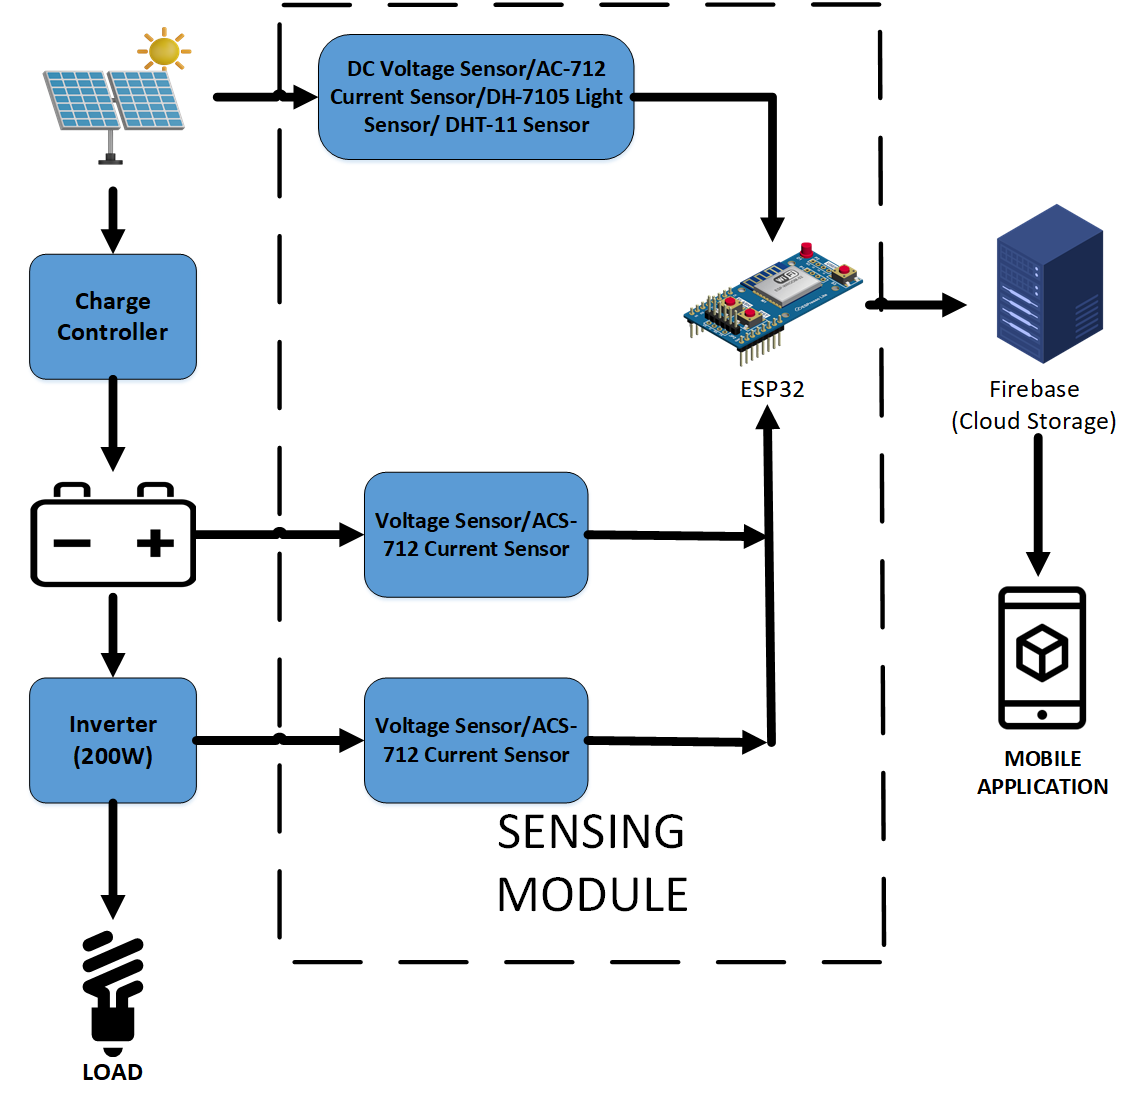 DC Voltage Sensor/AC-712
Current Sensor/DH-7105 Light
Sensor/ DHT-11 Sensor
Charge
Controller
WiFi
ESP32
Firebase
(Cloud Storage)
Voltage Sensor/ACS-
712 Current Sensor
Inverter
(200W)
Voltage Sensor/ACS-
712 Current Sensor
MOBILE
APPLICATION
SENSING
MODULE
LOAD